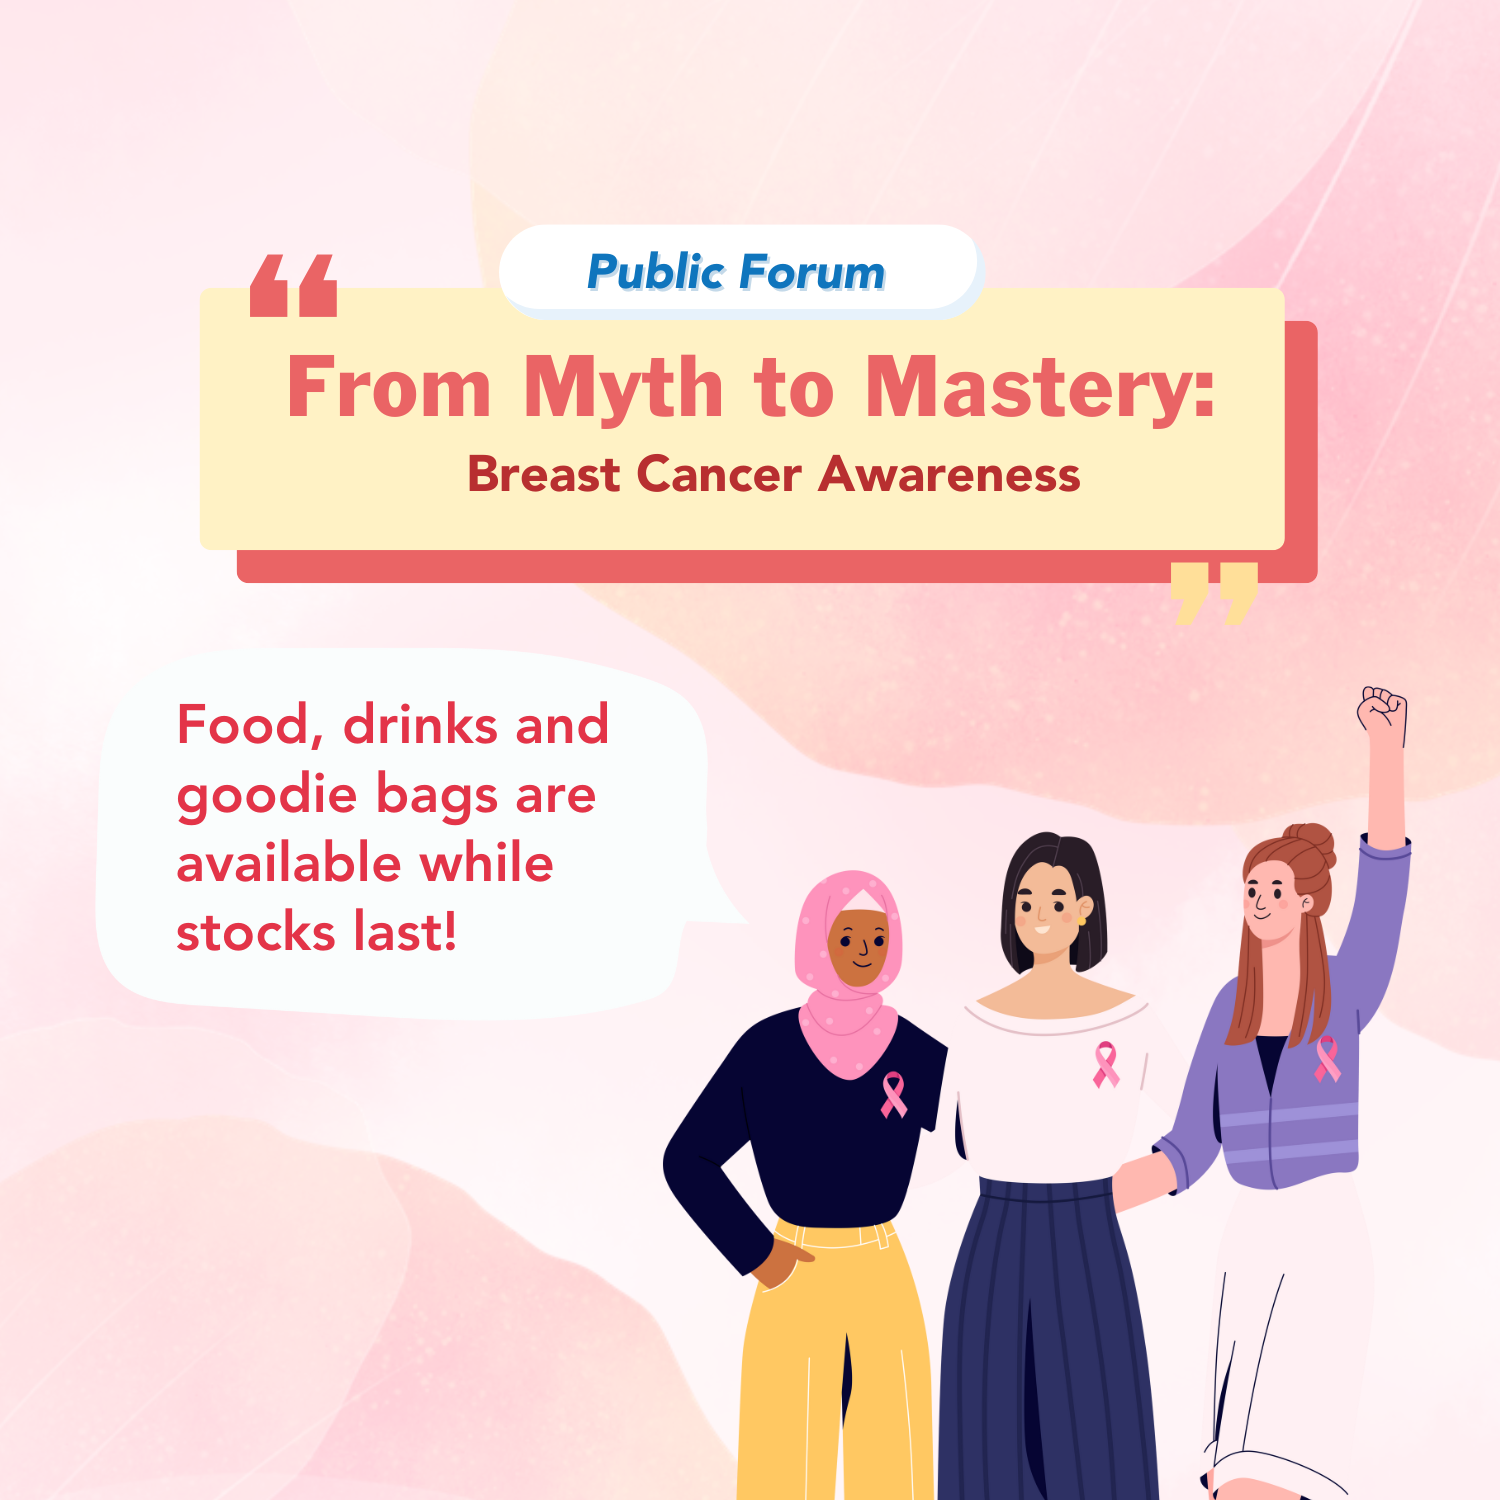 Public Forum
From Myth to Mastery:
Breast Cancer Awareness
Food, drinks and
goodie bags are
available while
stocks last!